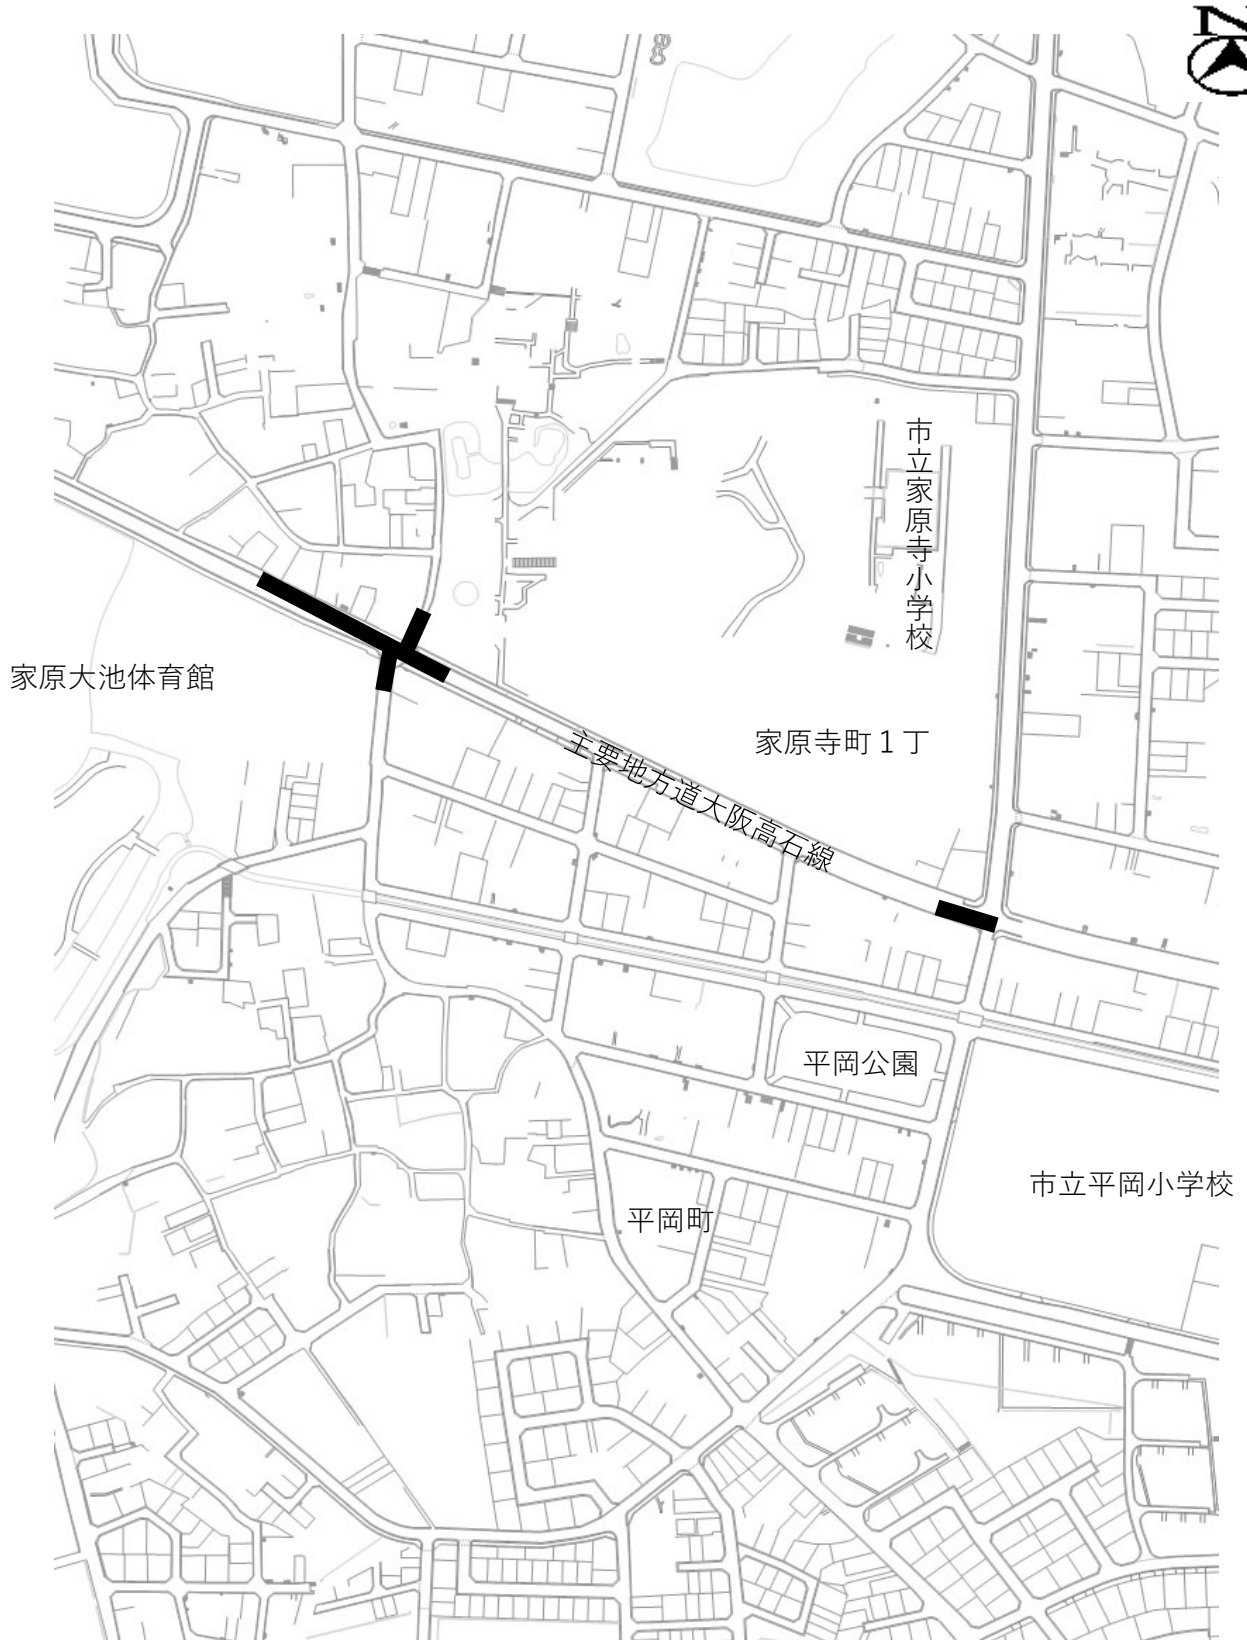 N
市立家原寺小学校
家原大池体育館
家原寺町１丁
主要地方道大阪高石線
平岡公園
市立平岡小学校
平岡町